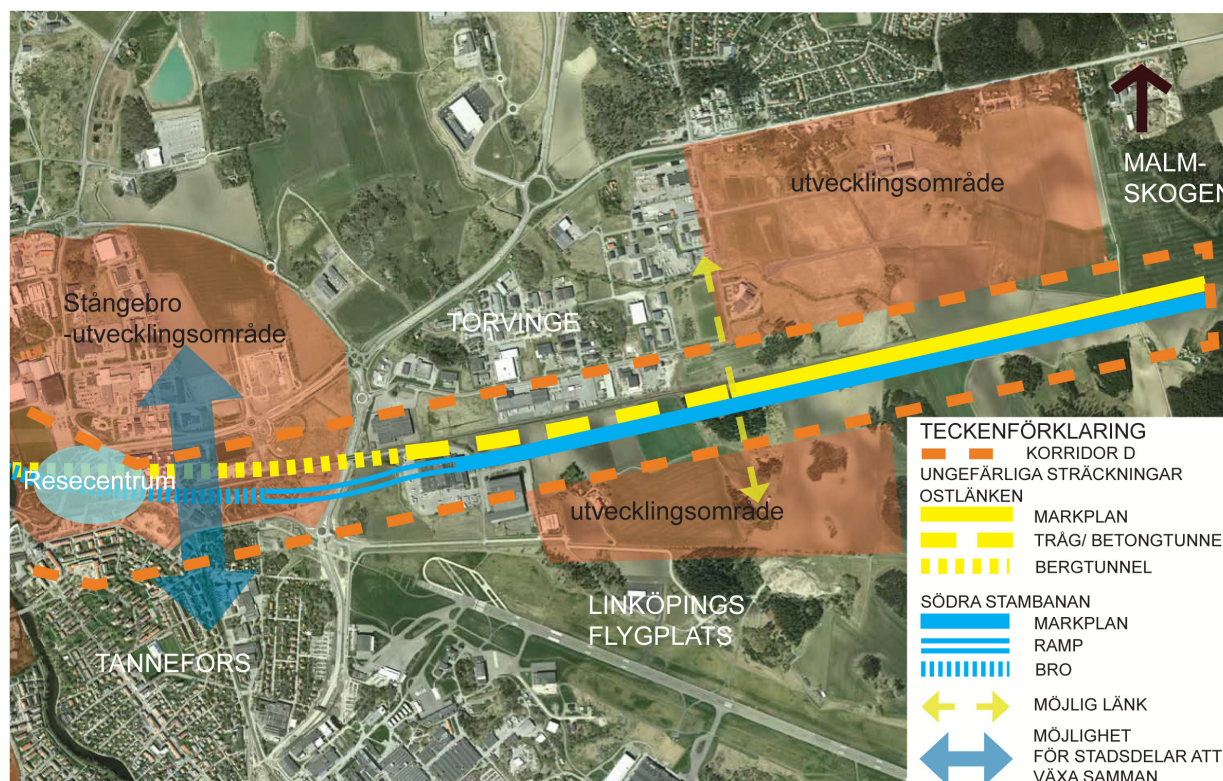 utvecklingsområde
MALM-
SKOGEN
Stångebro
-utvecklingsområde
TORVINGE
Resecentrum
utvecklingsområde
LINKÖPINGS
FLYGPLATS
TANNEFORS
TECKENFÖRKLARING
KORRIDOR D
UNGEFÄRLIGA STRÄCKNINGAR
OSTLÄNKEN
MARKPLAN
TRÅG/ BETONGTUNNE
BERGTUNNEL
SÖDRA STAMBANAN
MARKPLAN
RAMP
BRO
MÖJLIG LÄNK
MÖJLIGHET
FÖR STADSDELAR ATT
VÄXA SAMMAN